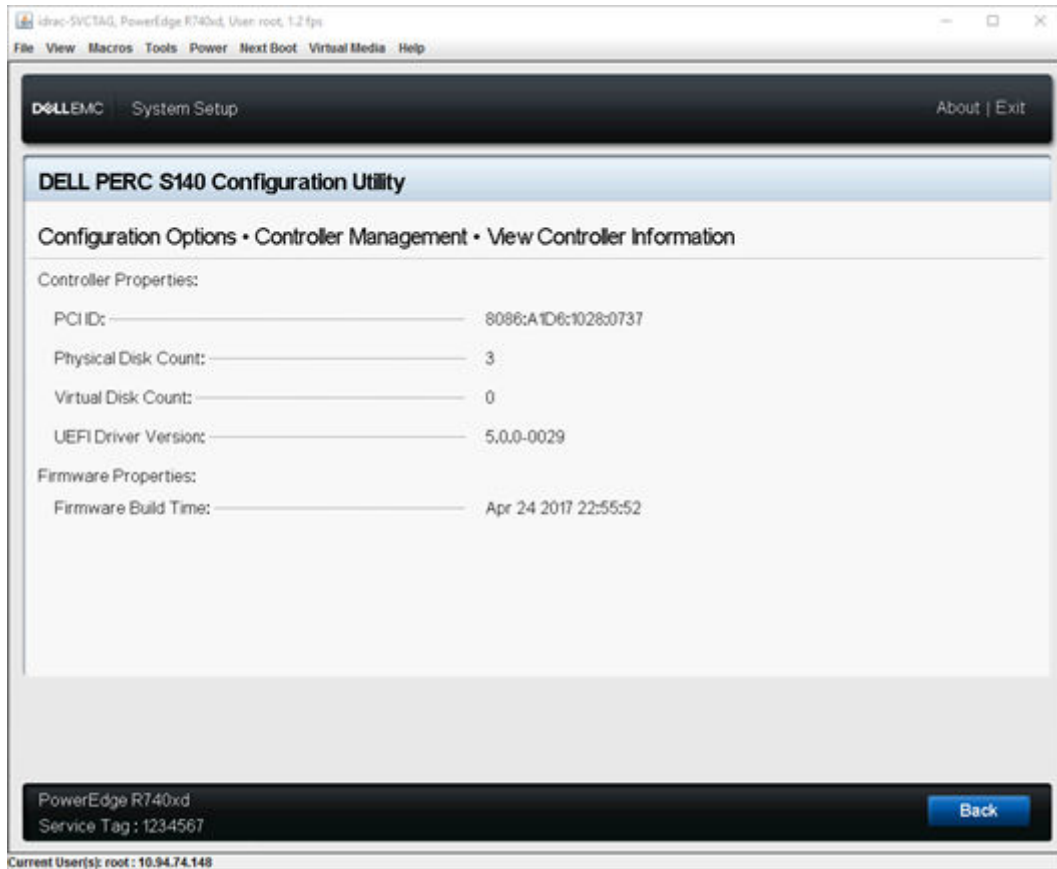 idrac-SVCTAG, PowerEdge R740xd, User: root, 1.2 fps
File View Macros Tools Power Next Boot Virtual Media Help
DELLEMC System Setup About | Exit
DELL PERC S140 Configuration Utility
Configuration Options • Controller Management • View Controller Information
Controller Properties:
PCI ID: 8086:A1D6:1028:0737
Physical Disk Count: 3
Virtual Disk Count: 0
UEFI Driver Version: 5.0.0-0029
Firmware Properties:
Firmware Build Time: Apr 24 2017 22:55:52
PowerEdge R740xd
Service Tag : 1234567
Back
Current User(s): root : 10.94.74.148